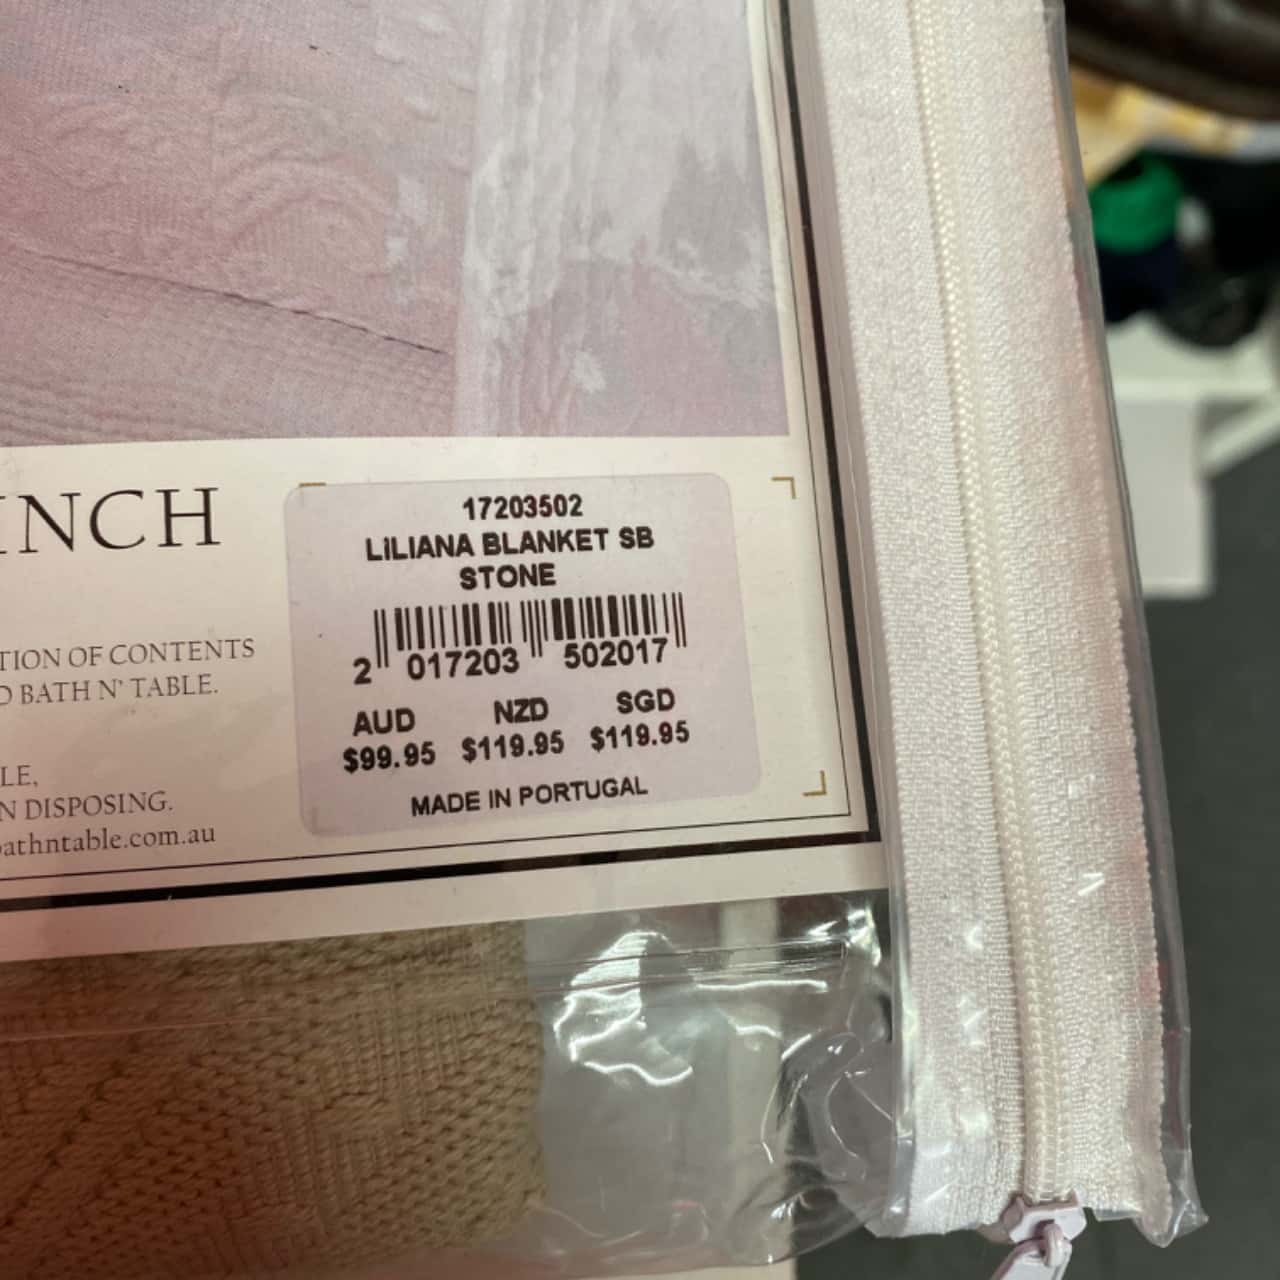 INCH
TION OF CONTENTS
BATH N' TABLE.
LE,
N DISPOSING.
athntable.com.au
17203502
LILIANA BLANKET SB
STONE
2 017203 502017
AUD NZD SGD
$99.95 $119.95 $119.95
MADE IN PORTUGAL